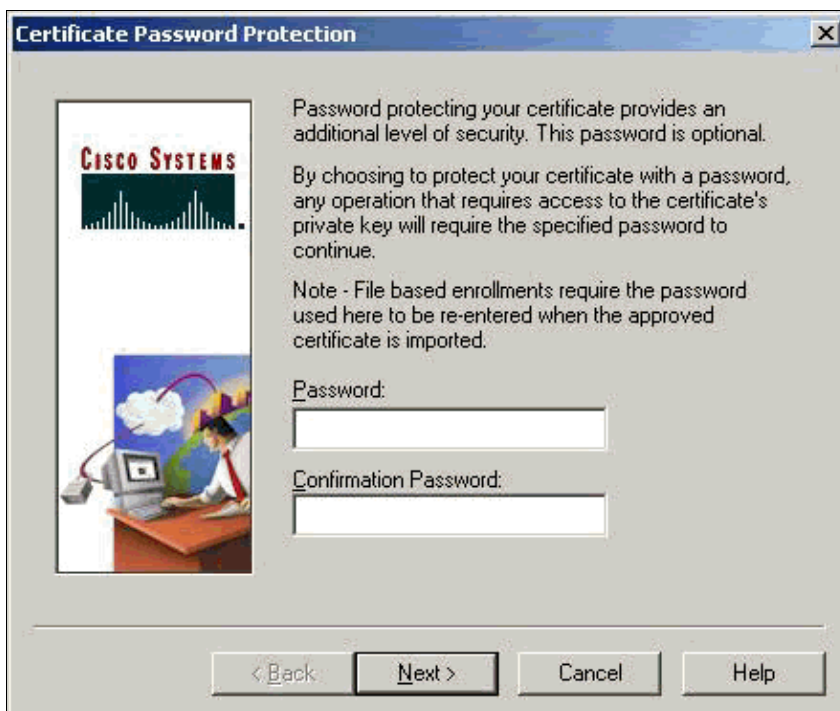 Certificate Password Protection
CISCO SYSTEMS
Password protecting your certificate provides an
additional level of security. This password is optional.
By choosing to protect your certificate with a password,
any operation that requires access to the certificate's
private key will require the specified password to
continue.
Note - File based enrollments require the password
used here to be re-entered when the approved
certificate is imported.
Password:
Confirmation Password:
< Back
Next >
Cancel
Help